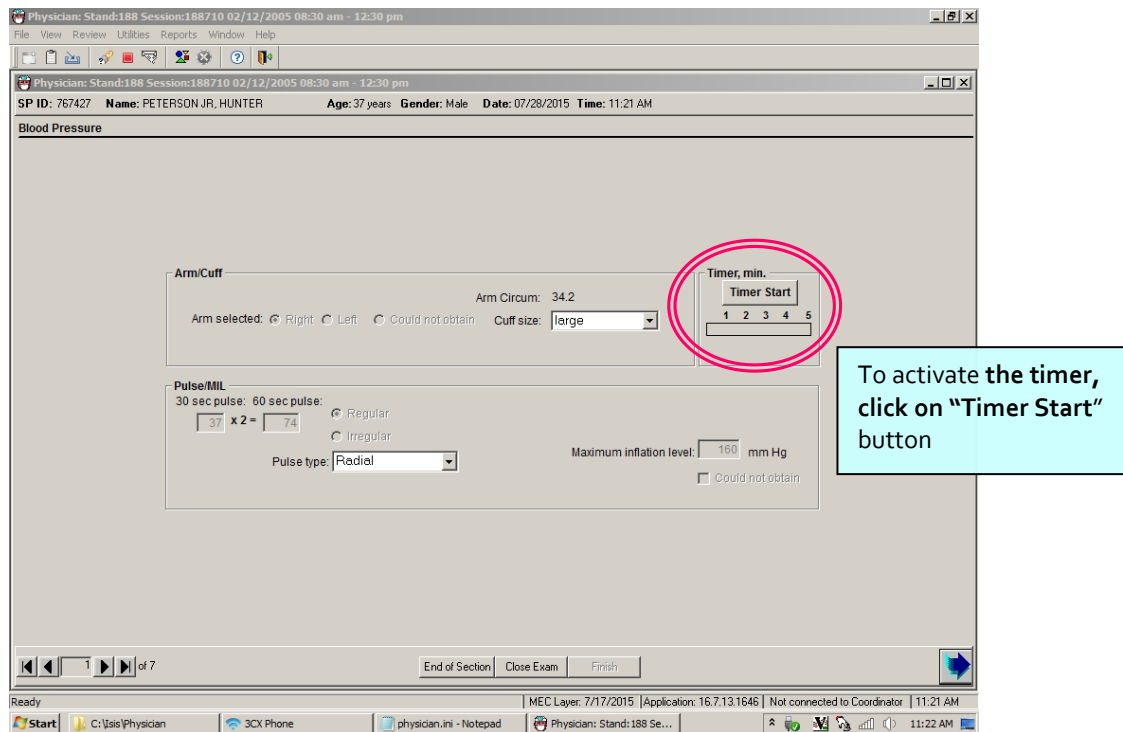 Physician: Stand:188 Session:188710 02/12/2005 08:30 am - 12:30 pm
File View Review Utilities Reports Window Help
Physician: Stand:188 Session:188710 02/12/2005 08:30 am - 12:30 pm
SP ID: 767427 Name: PETERSON JR, HUNTER Age: 37 years Gender: Male Date: 07/28/2015 Time: 11:21 AM
Blood Pressure
Arm/Cuff
Arm Circum: 34.2
Arm selected: Right Left Could not obtain Cuff size: large
Timer, min.
Timer Start
1 2 3 4 5
To activate the timer,
click on “Timer Start”
button
Pulse/MIL
30 sec pulse: 60 sec pulse:
37 x 2 = 74
Regular
Irregular
Pulse type: Radial
Maximum inflation level: 160 mm Hg
Could not obtain
1 of 7
End of Section Close Exam Finish
Ready MEC Layer: 7/17/2015 Application: 16.7.13.1646 Not connected to Coordinator 11:21 AM
Start C:\Isis\Physician 3CX Phone physician.ini - Notepad Physician: Stand:188 Se... 11:22 AM